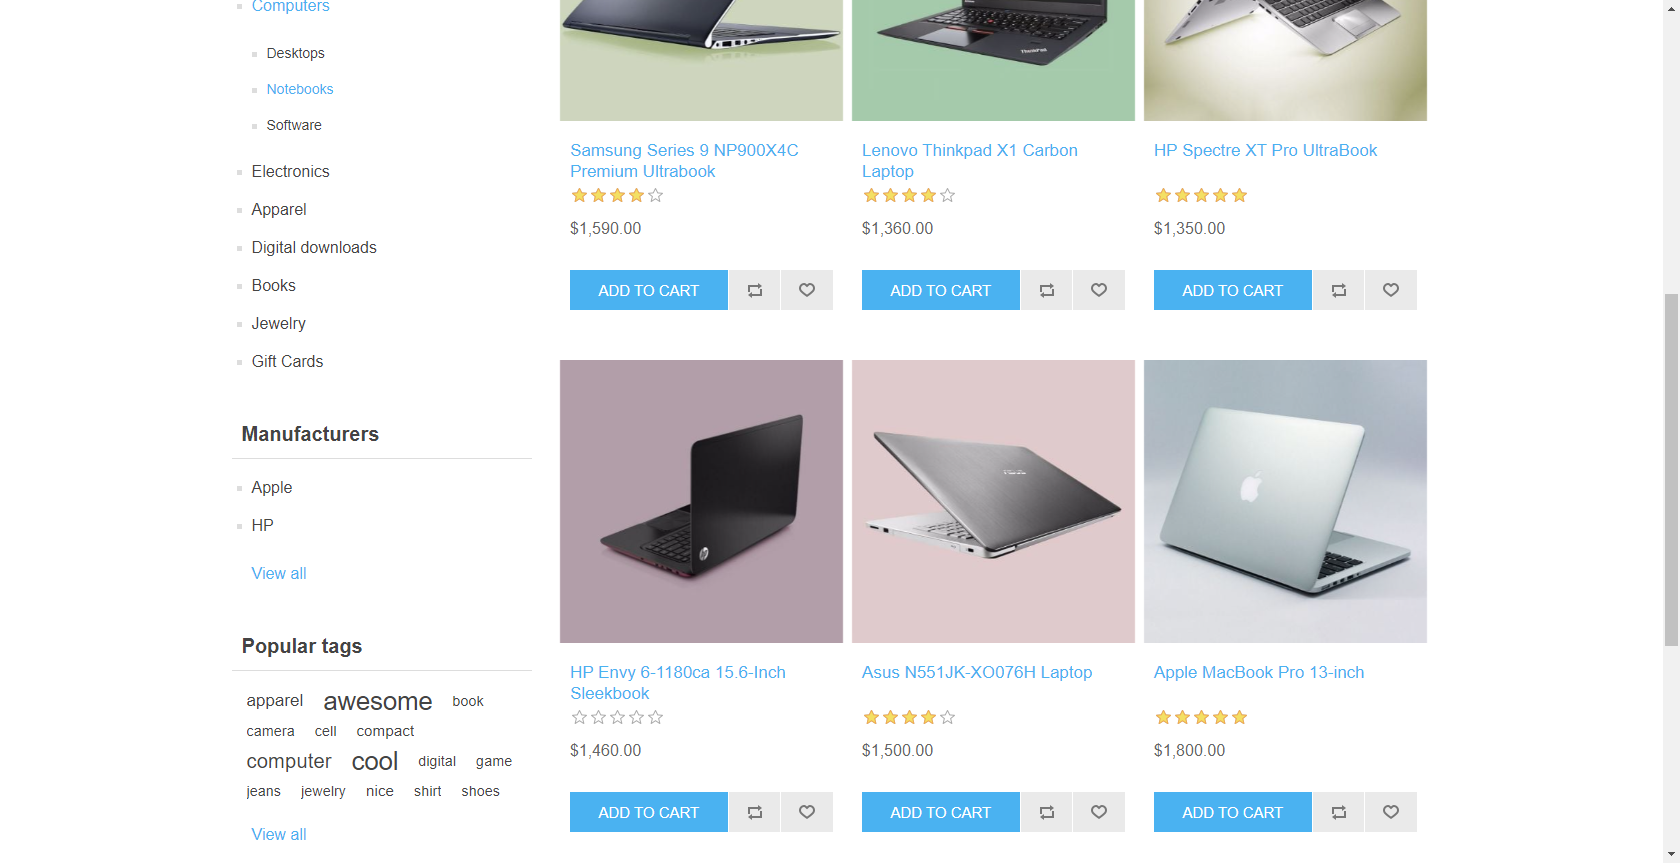 Computers
Desktops
Notebooks
Software
Electronics
Apparel
Digital downloads
Books
Jewelry
Gift Cards
Manufacturers
Apple
HP
View all
Popular tags
apparel awesome book
camera cell compact
computer cool digital game
jeans jewelry nice shirt shoes
View all
ThinkPad
Samsung Series 9 NP900X4C
Premium Ultrabook
$1,590.00
ADD TO CART
Lenovo Thinkpad X1 Carbon
Laptop
$1,360.00
ADD TO CART
HP Spectre XT Pro UltraBook
$1,350.00
ADD TO CART
hp
HP Envy 6-1180ca 15.6-Inch
Sleekbook
$1,460.00
ADD TO CART
Asus N551JK-XO076H Laptop
$1,500.00
ADD TO CART
Apple MacBook Pro 13-inch
$1,800.00
ADD TO CART